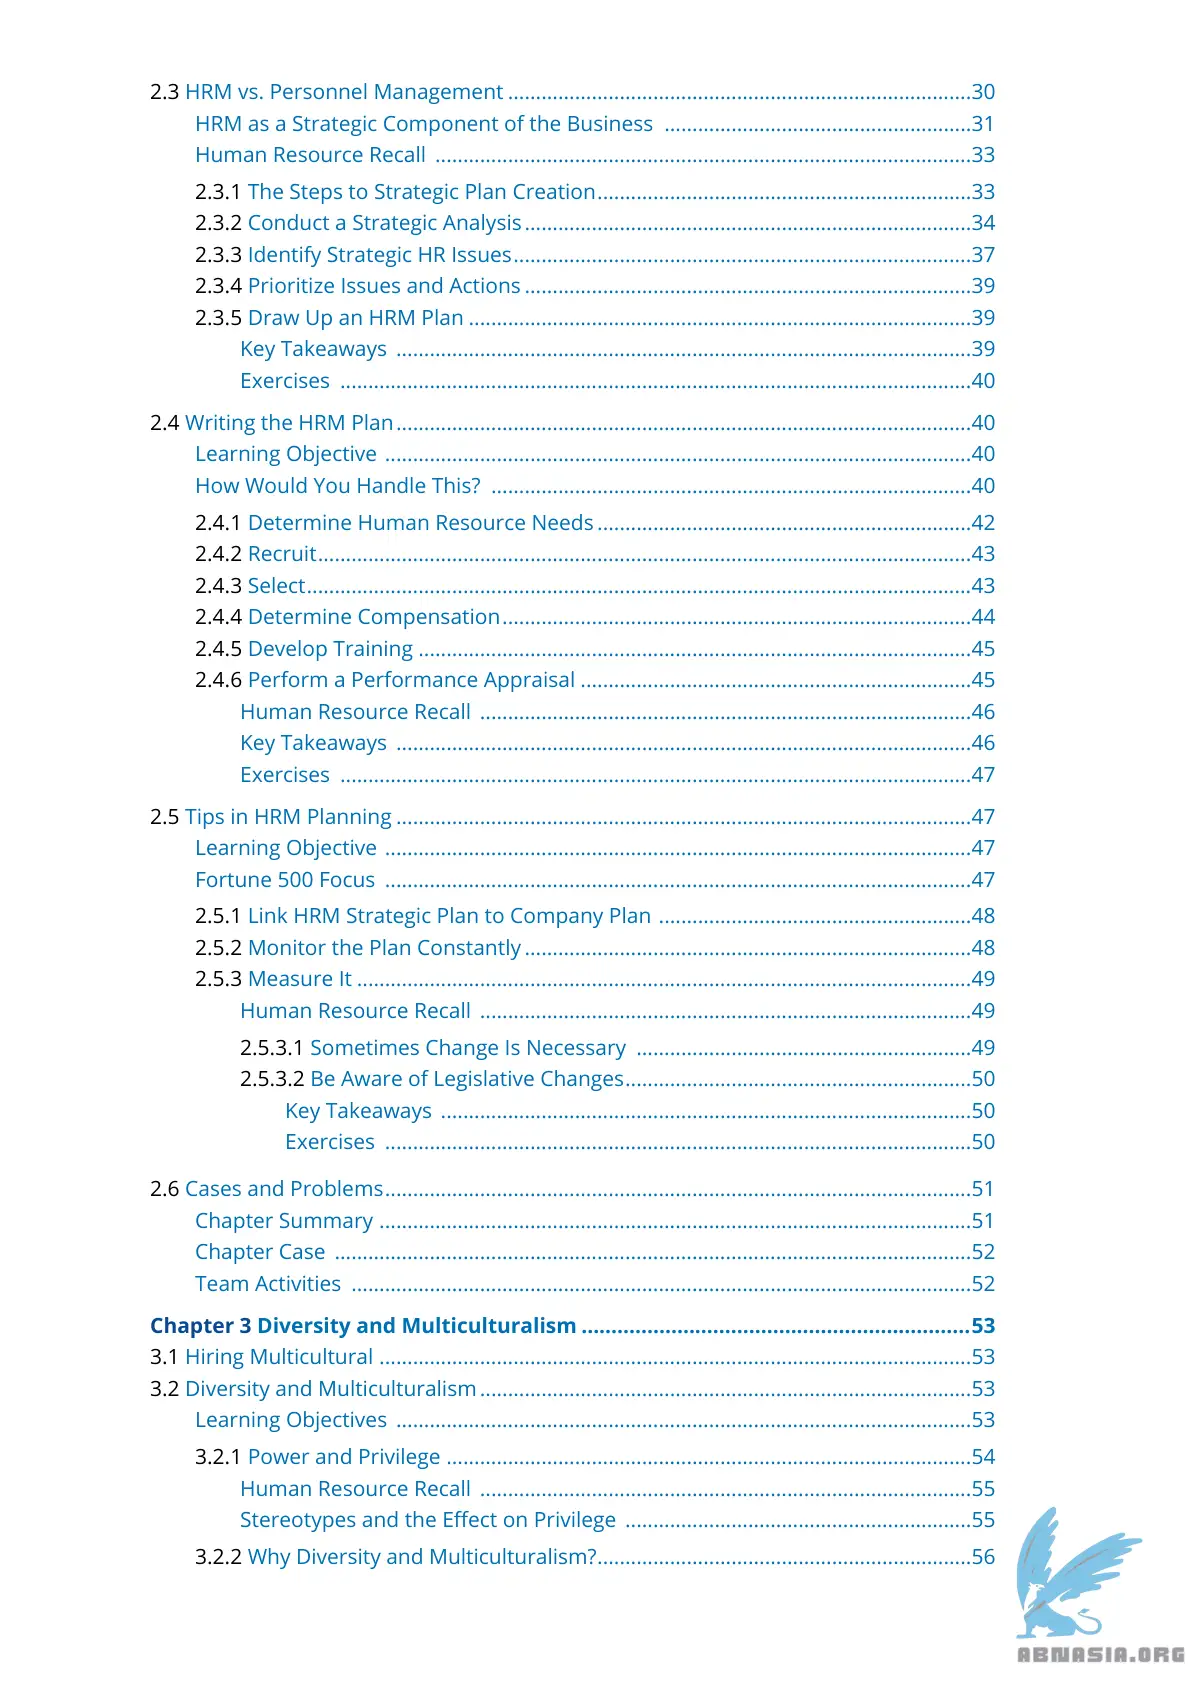 2.3 HRM vs. Personnel Management ....................................................................................30
HRM as a Strategic Component of the Business .......................................................31
Human Resource Recall ................................................................................................33
2.3.1 The Steps to Strategic Plan Creation...................................................................33
2.3.2 Conduct a Strategic Analysis................................................................................34
2.3.3 Identify Strategic HR Issues..................................................................................37
2.3.4 Prioritize Issues and Actions ................................................................................39
2.3.5 Draw Up an HRM Plan ..........................................................................................39
Key Takeaways .......................................................................................................39
Exercises .................................................................................................................40
2.4 Writing the HRM Plan.......................................................................................................40
Learning Objective .........................................................................................................40
How Would You Handle This? ......................................................................................40
2.4.1 Determine Human Resource Needs ...................................................................42
2.4.2 Recruit.....................................................................................................................43
2.4.3 Select.......................................................................................................................43
2.4.4 Determine Compensation....................................................................................44
2.4.5 Develop Training ...................................................................................................45
2.4.6 Perform a Performance Appraisal ......................................................................45
Human Resource Recall ........................................................................................46
Key Takeaways .......................................................................................................46
Exercises .................................................................................................................47
2.5 Tips in HRM Planning .......................................................................................................47
Learning Objective .........................................................................................................47
Fortune 500 Focus .........................................................................................................47
2.5.1 Link HRM Strategic Plan to Company Plan ........................................................48
2.5.2 Monitor the Plan Constantly................................................................................48
2.5.3 Measure It ..............................................................................................................49
Human Resource Recall ........................................................................................49
2.5.3.1 Sometimes Change Is Necessary ............................................................49
2.5.3.2 Be Aware of Legislative Changes..............................................................50
Key Takeaways ...............................................................................................50
Exercises .........................................................................................................50
2.6 Cases and Problems.........................................................................................................51
Chapter Summary ..........................................................................................................51
Chapter Case ..................................................................................................................52
Team Activities ...............................................................................................................52
Chapter 3 Diversity and Multiculturalism .................................................................53
3.1 Hiring Multicultural ..........................................................................................................53
3.2 Diversity and Multiculturalism........................................................................................53
Learning Objectives .......................................................................................................53
3.2.1 Power and Privilege ..............................................................................................54
Human Resource Recall ........................................................................................55
Stereotypes and the Effect on Privilege ..............................................................55
3.2.2 Why Diversity and Multiculturalism?...................................................................56
ABNASIA.ORG